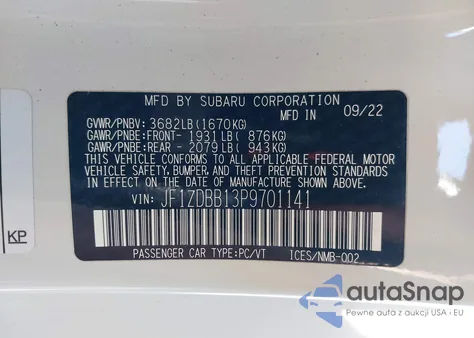 MFD BY SUBARU CORPORATION
09/22
GVWR/PNBV: 3682LB(1670KG)
GAWR/PNBE:FRONT- 1931LB( 876KG)
GAWR/PNBE:REAR - 2079LB( 943KG)
THIS VEHICLE CONFORMS TO ALL APPLICABLE FEDERAL MOTOR
VEHICLE SAFETY, BUMPER, AND THEFT PREVENTION STANDARDS
IN EFFECT ON THE DATE OF MANUFACTURE SHOWN ABOVE.
VIN: JF1ZDBB13P9701141
PASSENGER CAR TYPE:PC/VT ICES/NMB-002
KP
autoSnap
Pewne auta z aukcji USA i EU